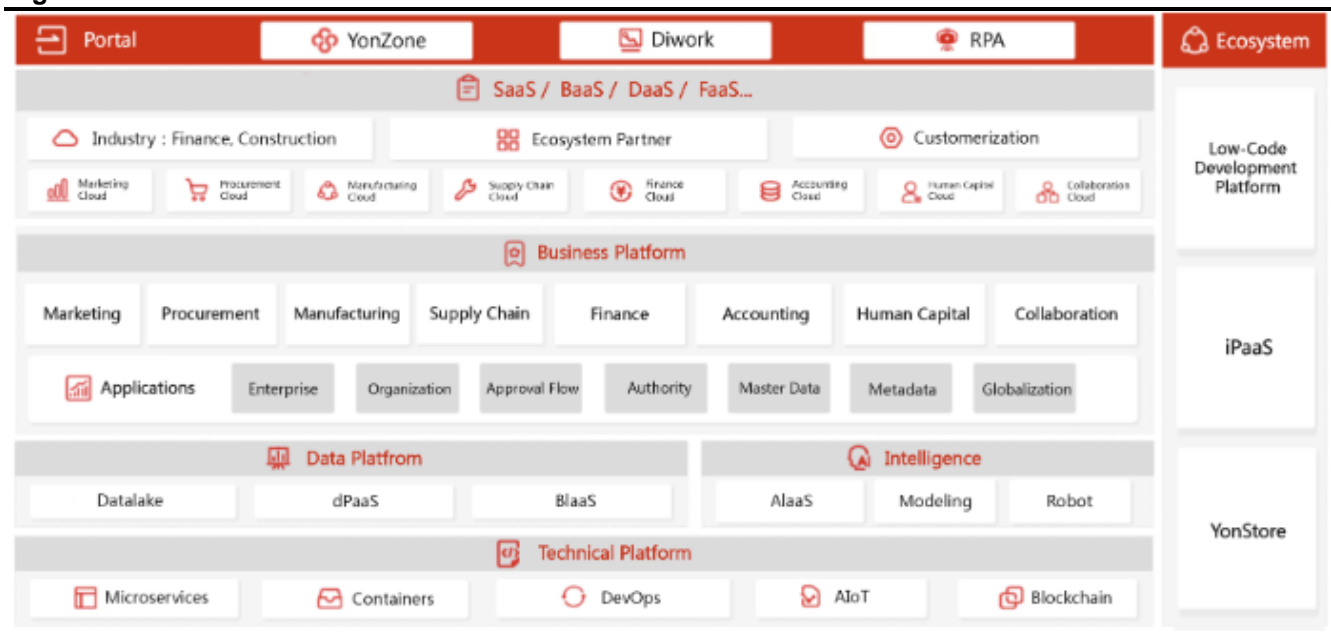 Portal
YonZone
Diwork
RPA
Ecosystem
SaaS / BaaS / DaaS / FaaS...
Industry : Finance, Construction
Ecosystem Partner
Customerization
Marketing
Cloud
Procurement
Cloud
Manufacturing
Cloud
Supply Chain
Cloud
Finance
Cloud
Accounting
Cloud
Human Capital
Cloud
Collaboration
Cloud
Low-Code
Development
Platform
Business Platform
Marketing
Procurement
Manufacturing
Supply Chain
Finance
Accounting
Human Capital
Collaboration
iPaaS
Applications
Enterprise
Organization
Approval Flow
Authority
Master Data
Metadata
Globalization
Data Platfrom
Intelligence
Datalake
dPaaS
BIaaS
AIaaS
Modeling
Robot
YonStore
Technical Platform
Microservices
Containers
DevOps
AIoT
Blockchain